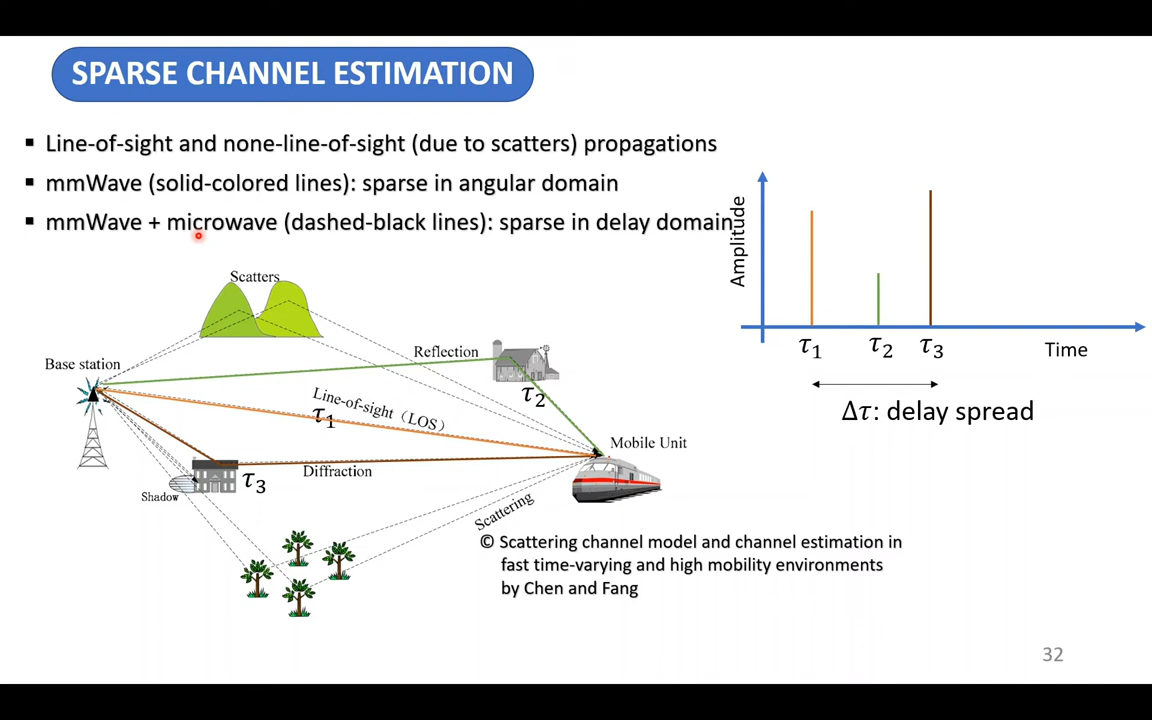 SPARSE CHANNEL ESTIMATION
▪ Line-of-sight and none-line-of-sight (due to scatters) propagations
▪ mmWave (solid-colored lines): sparse in angular domain
▪ mmWave + microwave (dashed-black lines): sparse in delay domain
Amplitude
τ1 τ2 τ3 Time
Δτ: delay spread
Scatters
Base station
Reflection
τ2
Line-of-sight (LOS)
τ1
Mobile Unit
Diffraction
τ3
Shadow
Scattering
© Scattering channel model and channel estimation in
fast time-varying and high mobility environments
by Chen and Fang
32